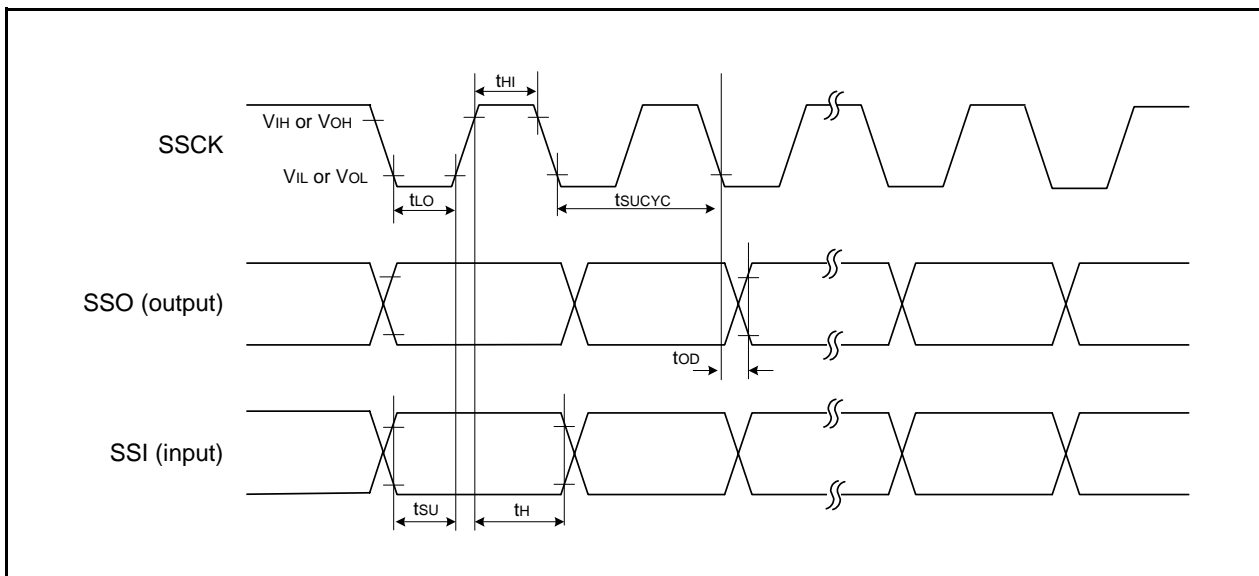 tHI
VIH or VOH
SSCK
VIL or VOL
tLO
tSUCYC
SSO (output)
tOD
SSI (input)
tSU
tH